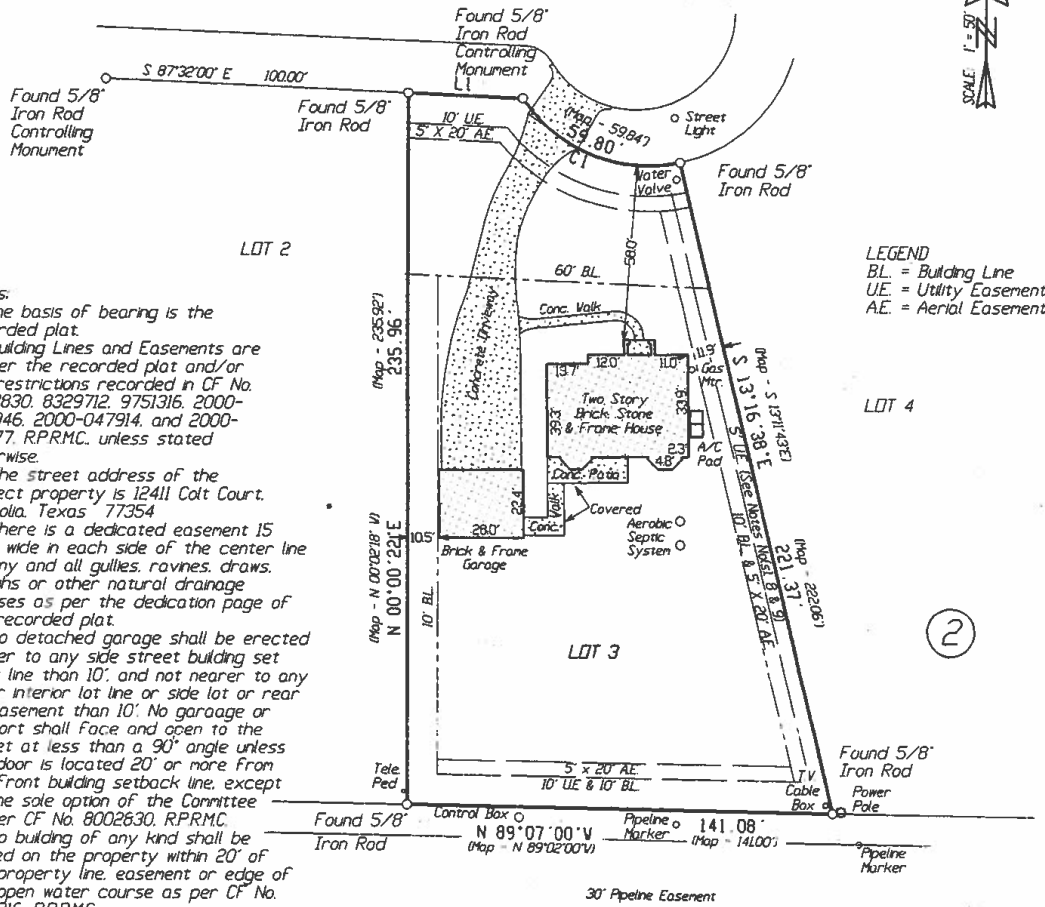 Found 5/8"
Iron Rod
Controlling
Monument
L1
SCALE: 1" = 50'
S 87°32'00" E 100.00'
Found 5/8"
Iron Rod
Controlling
Monument
Found 5/8"
Iron Rod
10' U.E.
5' X 20' A.E.
(Map - 59.84')
59.80'
C1
Street
Light
Water
Valve
Found 5/8"
Iron Rod
LOT 2
58.0'
60' B.L.
LEGEND
B.L. = Building Line
U.E. = Utility Easement
A.E. = Aerial Easement
he basis of bearing is the
rded plat.
uilding Lines and Easements are
er the recorded plat and/or
restrictions recorded in CF No.
830, 8329712, 9751316, 2000-
946, 2000-047914, and 2000-
77, R.P.R.M.C. unless stated
rwise.
he street address of the
ect property is 12411 Colt Court,
olia, Texas 77354
here is a dedicated easement 15
wide in each side of the center line
ny and all gullies, ravines, draws,
hs or other natural drainage
ses as per the dedication page of
recorded plat.
o detached garage shall be erected
er to any side street building set
line than 10', and not nearer to any
r interior lot line or side lot or rear
asement than 10'. No garaage or
ort shall face and open to the
et at less than a 90° angle unless
door is located 20' or more from
front building setback line, except
he sole option of the Committee
er CF No. 8002630, R.P.R.M.C.
o building of any kind shall be
ed on the property within 20' of
property line, easement or edge of
open water course as per CF No.
(Map - 235.92')
235.96'
(Map - N 00°02'18" W)
N 00°00'22" E
Concrete Driveway
Conc. Walk
13.7'
12.0'
11.0'
11.9'
Gas
Mtr.
Two Story
Brick, Stone
& Frame House
39.3'
33.9'
2.3'
4.8'
A/C
Pad
Conc. Patio
22.4'
28.0'
10.5'
Walk
Conc.
Covered
Brick & Frame
Garage
Aerobic
Septic
System
(Map - S 13°11'43"E)
S 13°16'38" E
5' U.E. (See Notes No(s). 8 & 9)
10' B.L. & 5' X 20' A.E.
221.37'
(Map - 222.06')
LOT 4
2
10' B.L.
LOT 3
5' x 20' A.E.
10' U.E. & 10' B.L.
Tele
Ped
T.V.
Cable
Box
Found 5/8"
Iron Rod
Power
Pole
Found 5/8"
Iron Rod
Control Box
N 89°07'00"W
(Map - N 89°02'00"W)
Pipeline
Marker
141.08'
(Map - 141.00')
Pipeline
Marker
30' Pipeline Easement